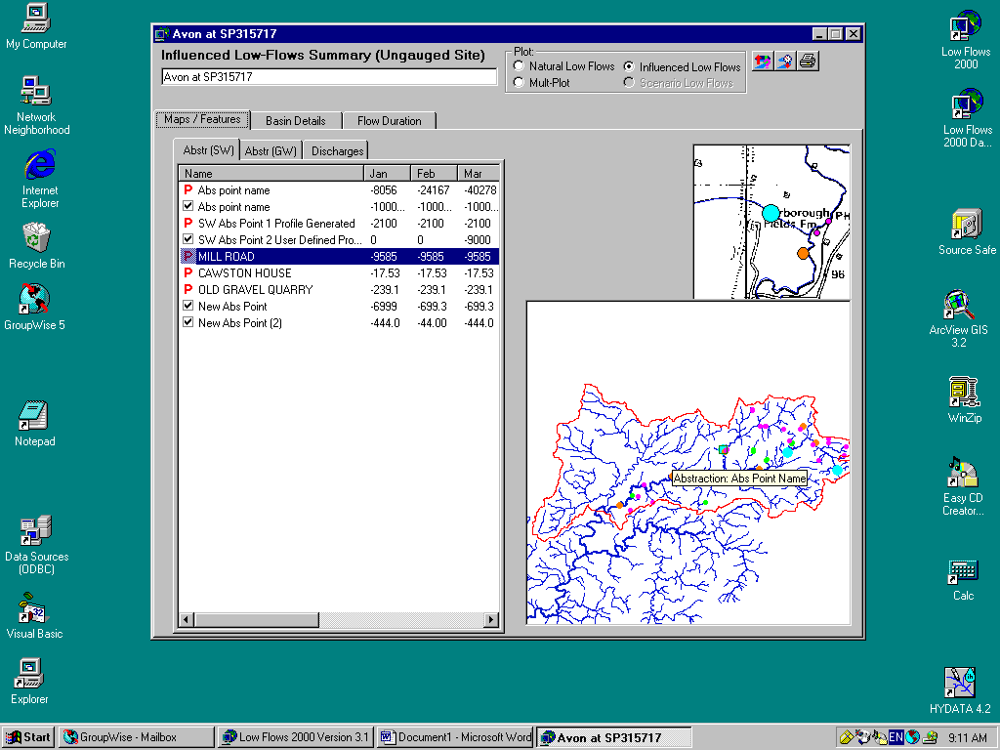 My Computer
Network
Neighborhood
Internet
Explorer
Recycle Bin
GroupWise 5
Notepad
Data Sources
(ODBC)
Visual Basic
Explorer
Avon at SP315717
Influenced Low-Flows Summary (Ungauged Site)
Avon at SP315717
Plot:
Natural Low Flows
Influenced Low Flows
Mult-Plot
Scenario Low Flows
Maps / Features
Basin Details
Flow Duration
Abstr (SW)
Abstr (GW)
Discharges
Name Jan Feb Mar
P Abs point name -8056 -24167 -40278
Abs point name -1000... -1000... -1000...
P SW Abs Point 1 Profile Generated -2100 -2100 -2100
SW Abs Point 2 User Defined Pro... 0 0 -9000
P MILL ROAD -9585 -9585 -9585
P CAWSTON HOUSE -17.53 -17.53 -17.53
P OLD GRAVEL QUARRY -239.1 -239.1 -239.1
New Abs Point -6999 -699.3 -699.3
New Abs Point (2) -444.0 -44.00 -444.0
rborough
Fields Fm
PH
96
Abstraction: Abs Point Name
Low Flows
2000
Low Flows
2000 Da...
Source Safe
ArcView GIS
3.2
WinZip
Easy CD
Creator...
Calc
HYDATA 4.2
Start
GroupWise - Mailbox
Low Flows 2000 Version 3.1
Document1 - Microsoft Word
Avon at SP315717
EN
9:11 AM